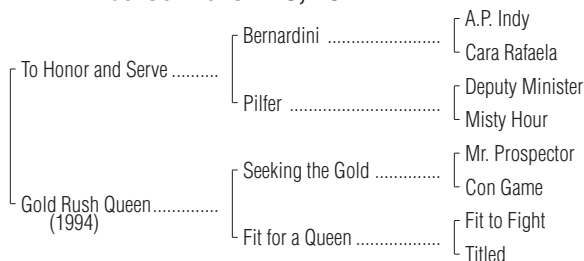 A.P. Indy
Bernardini ........................
Cara Rafaela
To Honor and Serve ..........
Deputy Minister
Pilfer ................................
Misty Hour
Mr. Prospector
Seeking the Gold ................
Con Game
Gold Rush Queen..............
(1994)
Fit to Fight
Fit for a Queen ..................
Titled